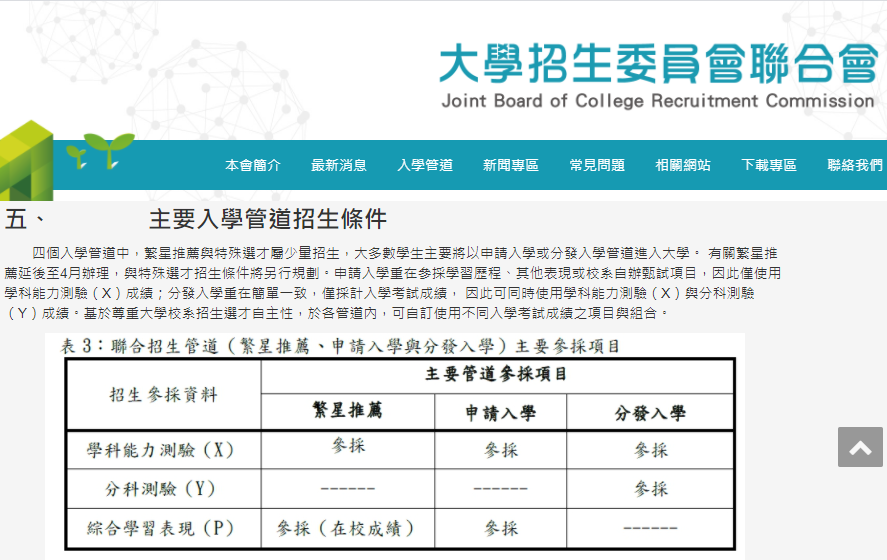 大學招生委員會聯合會
Joint Board of College Recruitment Commission
本會簡介 最新消息 入學管道 新聞專區 常見問題 相關網站 下載專區 聯絡我們
五、 主要入學管道招生條件
四個入學管道中，繁星推薦與特殊選才屬少量招生，大多數學生主要將以申請入學或分發入學管道進入大學。 有關繁星推
薦延後至4月辦理，與特殊選才招生條件將另行規劃。申請入學重在參採學習歷程、其他表現或校系自辦甄試項目，因此僅使用
學科能力測驗（X）成績；分發入學重在簡單一致，僅採計入學考試成績， 因此可同時使用學科能力測驗（X）與分科測驗
（Y）成績。基於尊重大學校系招生選才自主性，於各管道內，可自訂使用不同入學考試成績之項目與組合。
表 3：聯合招生管道（繁星推薦、申請入學與分發入學）主要參採項目
招生參採資料 主要管道參採項目
繁星推薦 申請入學 分發入學
學科能力測驗（X） 參採 參採 參採
分科測驗（Y） ------ ------ 參採
綜合學習表現（P） 參採（在校成績） 參採 ------